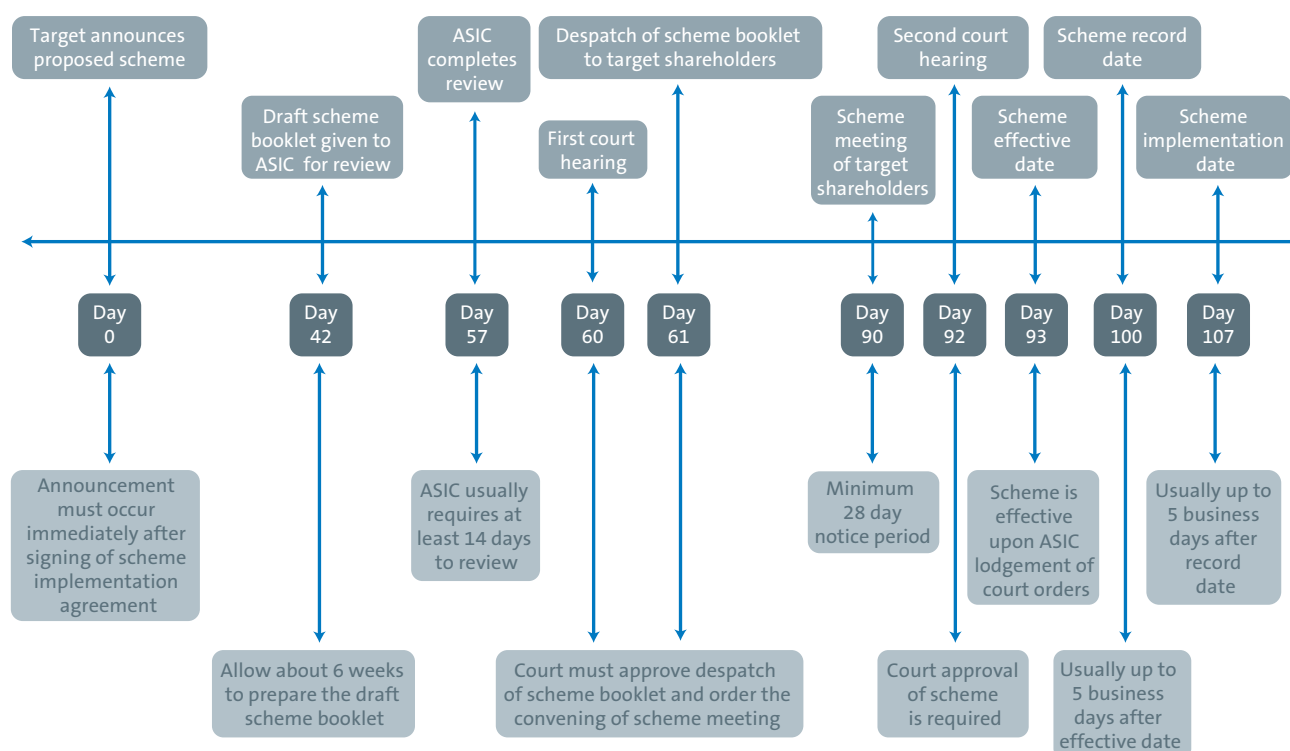 Target announces
proposed scheme
Draft scheme
booklet given to
ASIC for review
ASIC
completes
review
First court
hearing
Despatch of scheme booklet
to target shareholders
Scheme
meeting
of target
shareholders
Second court
hearing
Scheme
effective
date
Scheme record
date
Scheme
implementation
date
Day
0
Day
42
Day
57
Day
60
Day
61
Day
90
Day
92
Day
93
Day
100
Day
107
Announcement
must occur
immediately after
signing of scheme
implementation
agreement
Allow about 6 weeks
to prepare the draft
scheme booklet
ASIC usually
requires at
least 14 days
to review
Court must approve despatch
of scheme booklet and order the
convening of scheme meeting
Minimum
28 day
notice period
Court approval
of scheme
is required
Scheme is
effective
upon ASIC
lodgement of
court orders
Usually up to
5 business
days after
effective date
Usually up to
5 business
days after
record
date